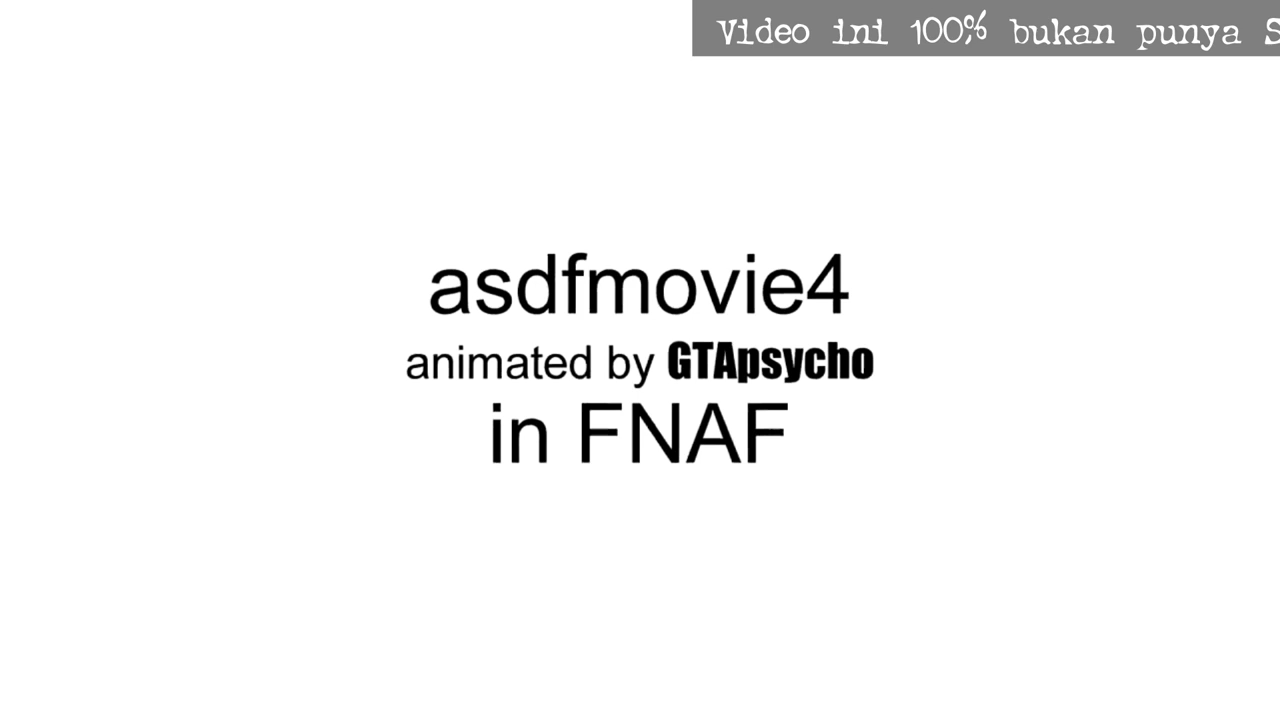 Video ini 100% bukan punya S
asdfmovie4
animated by GTApsycho
in FNAF